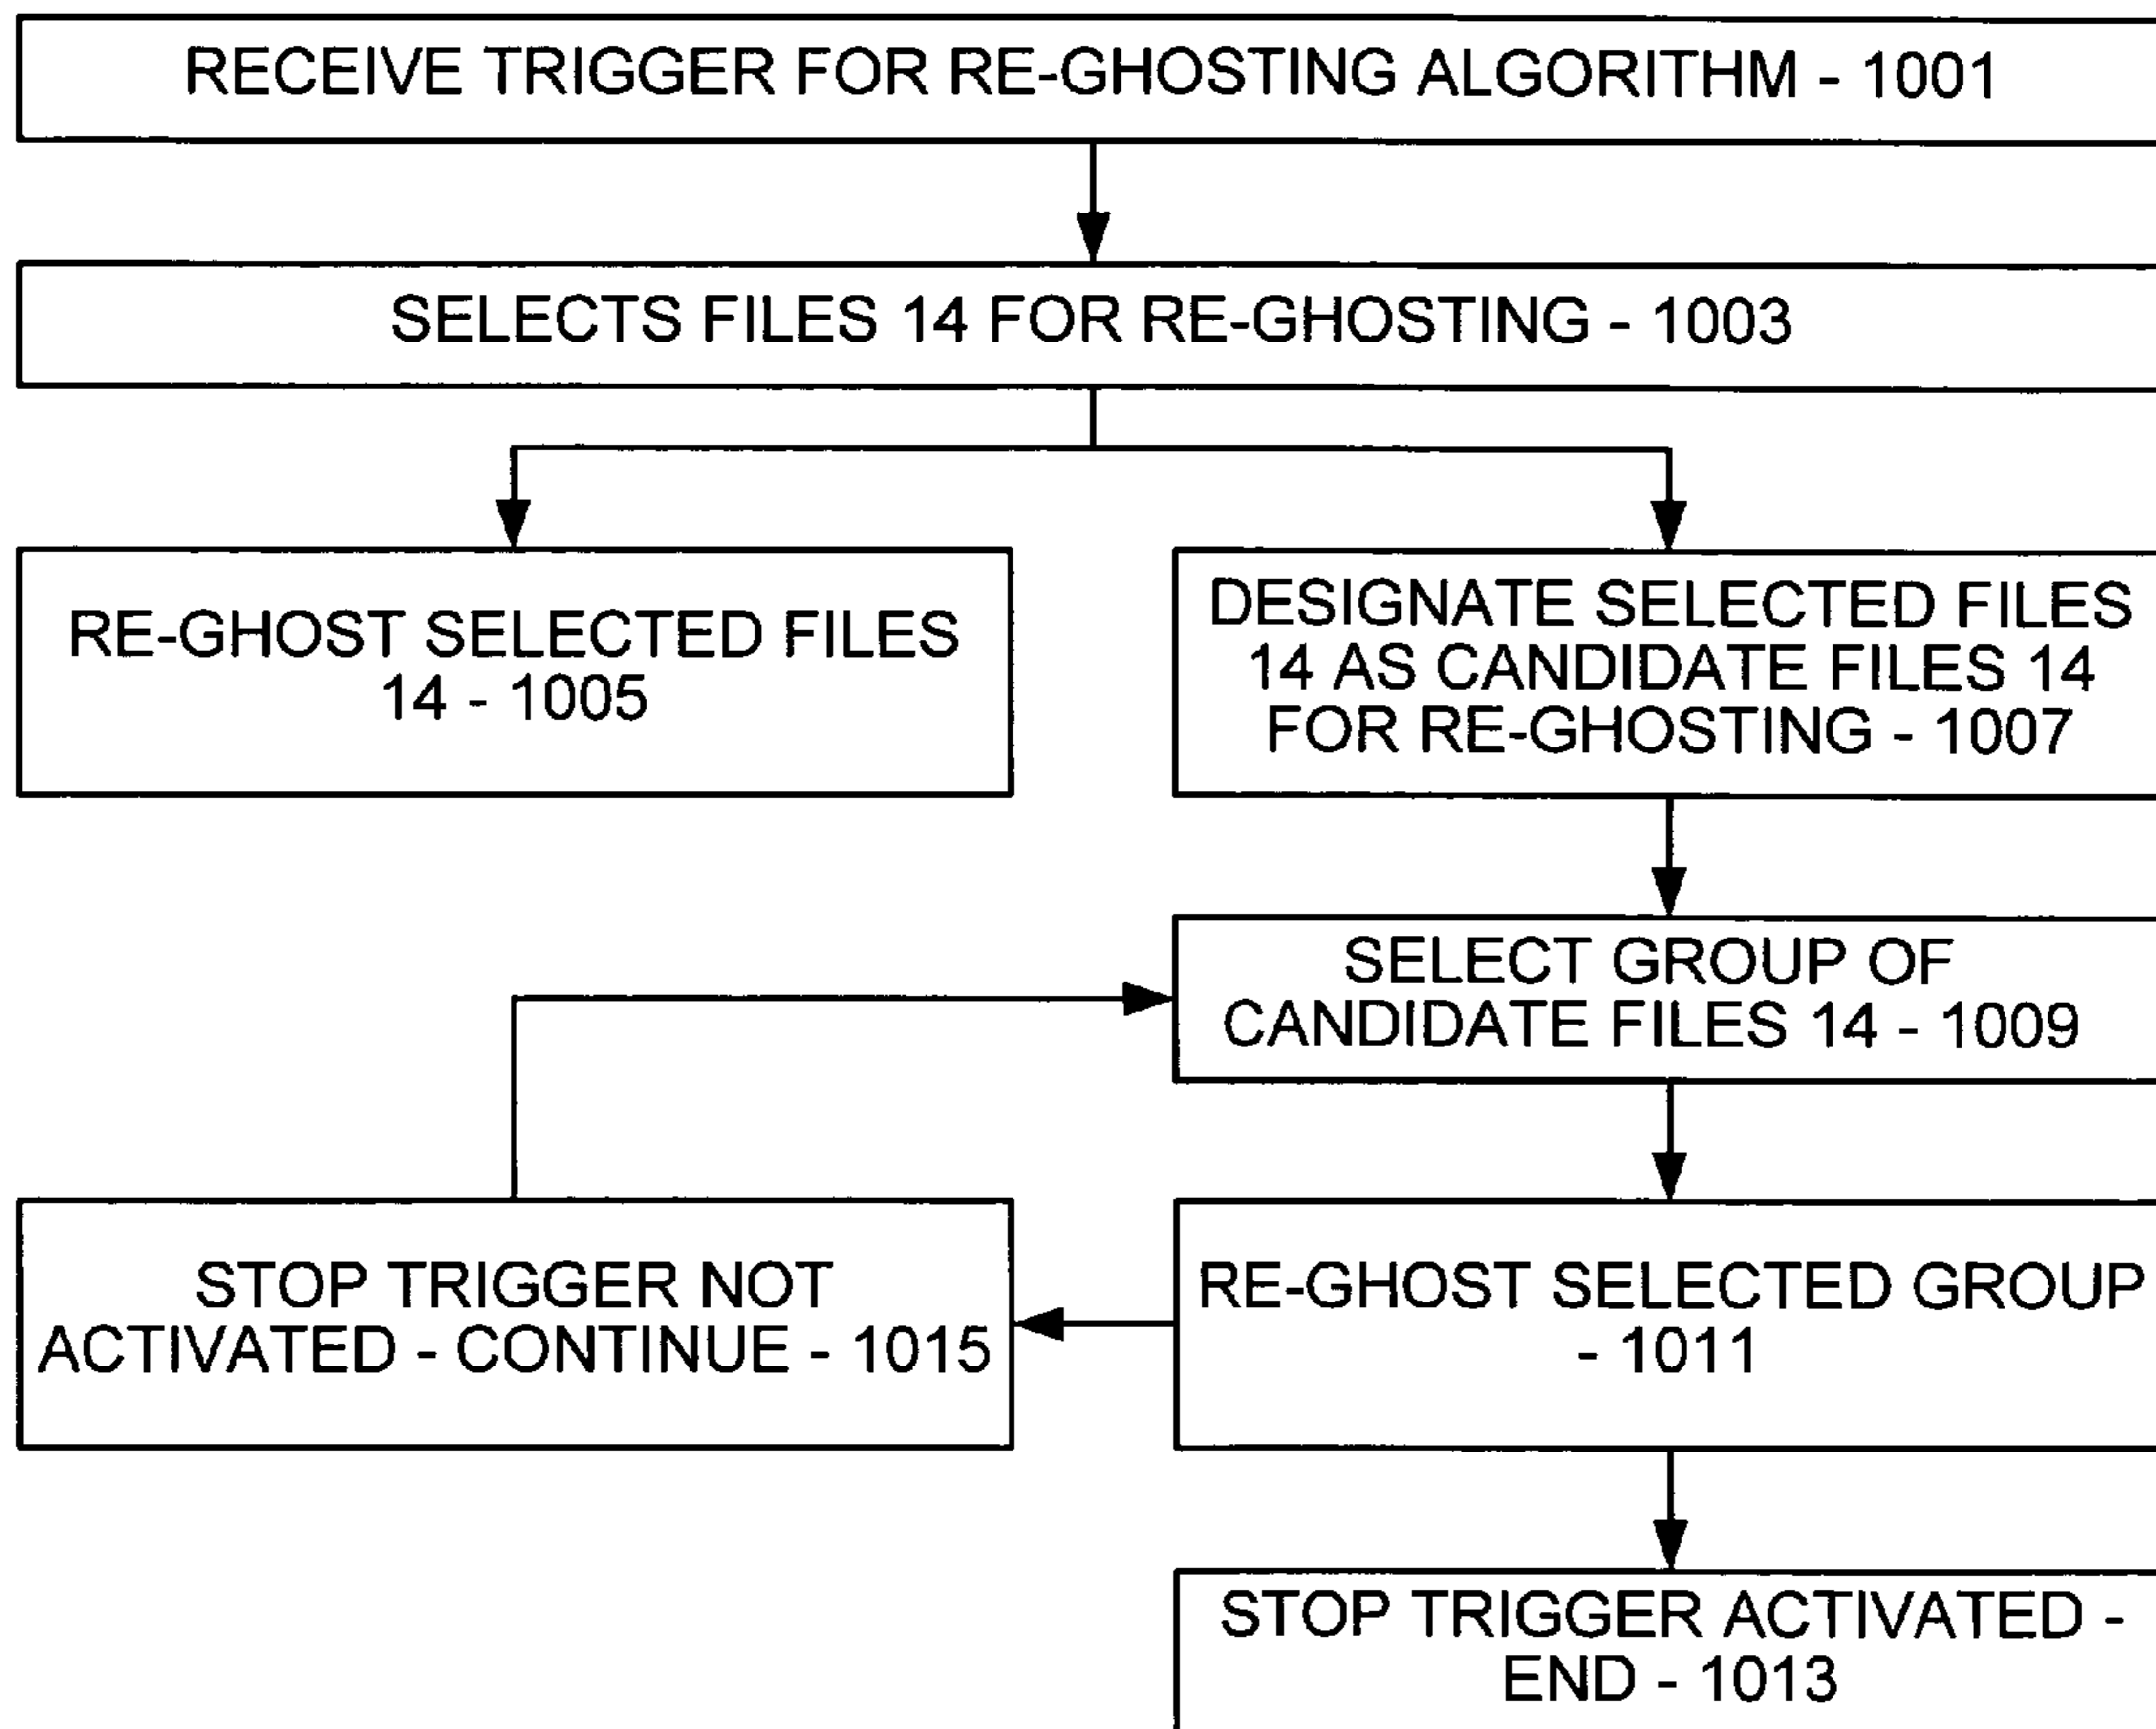 RECEIVE TRIGGER FOR RE-GHOSTING ALGORITHM - 1001
SELECTS FILES 14 FOR RE-GHOSTING - 1003
RE-GHOST SELECTED FILES
14 - 1005
DESIGNATE SELECTED FILES
14 AS CANDIDATE FILES 14
FOR RE-GHOSTING - 1007
SELECT GROUP OF
CANDIDATE FILES 14 - 1009
STOP TRIGGER NOT
ACTIVATED - CONTINUE - 1015
RE-GHOST SELECTED GROUP
- 1011
STOP TRIGGER ACTIVATED -
END - 1013